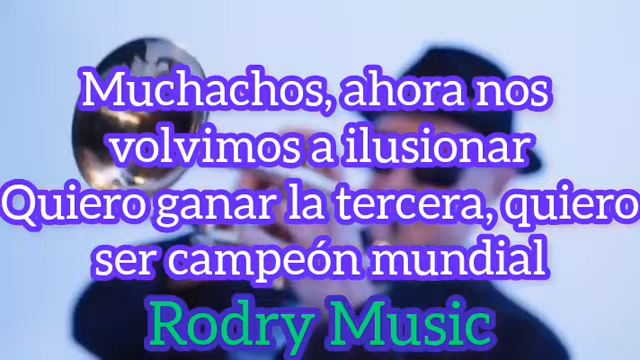 Muchachos, ahora nos
volvimos a ilusionar
Quiero ganar la tercera, quiero
ser campeón mundial
Rodry Music